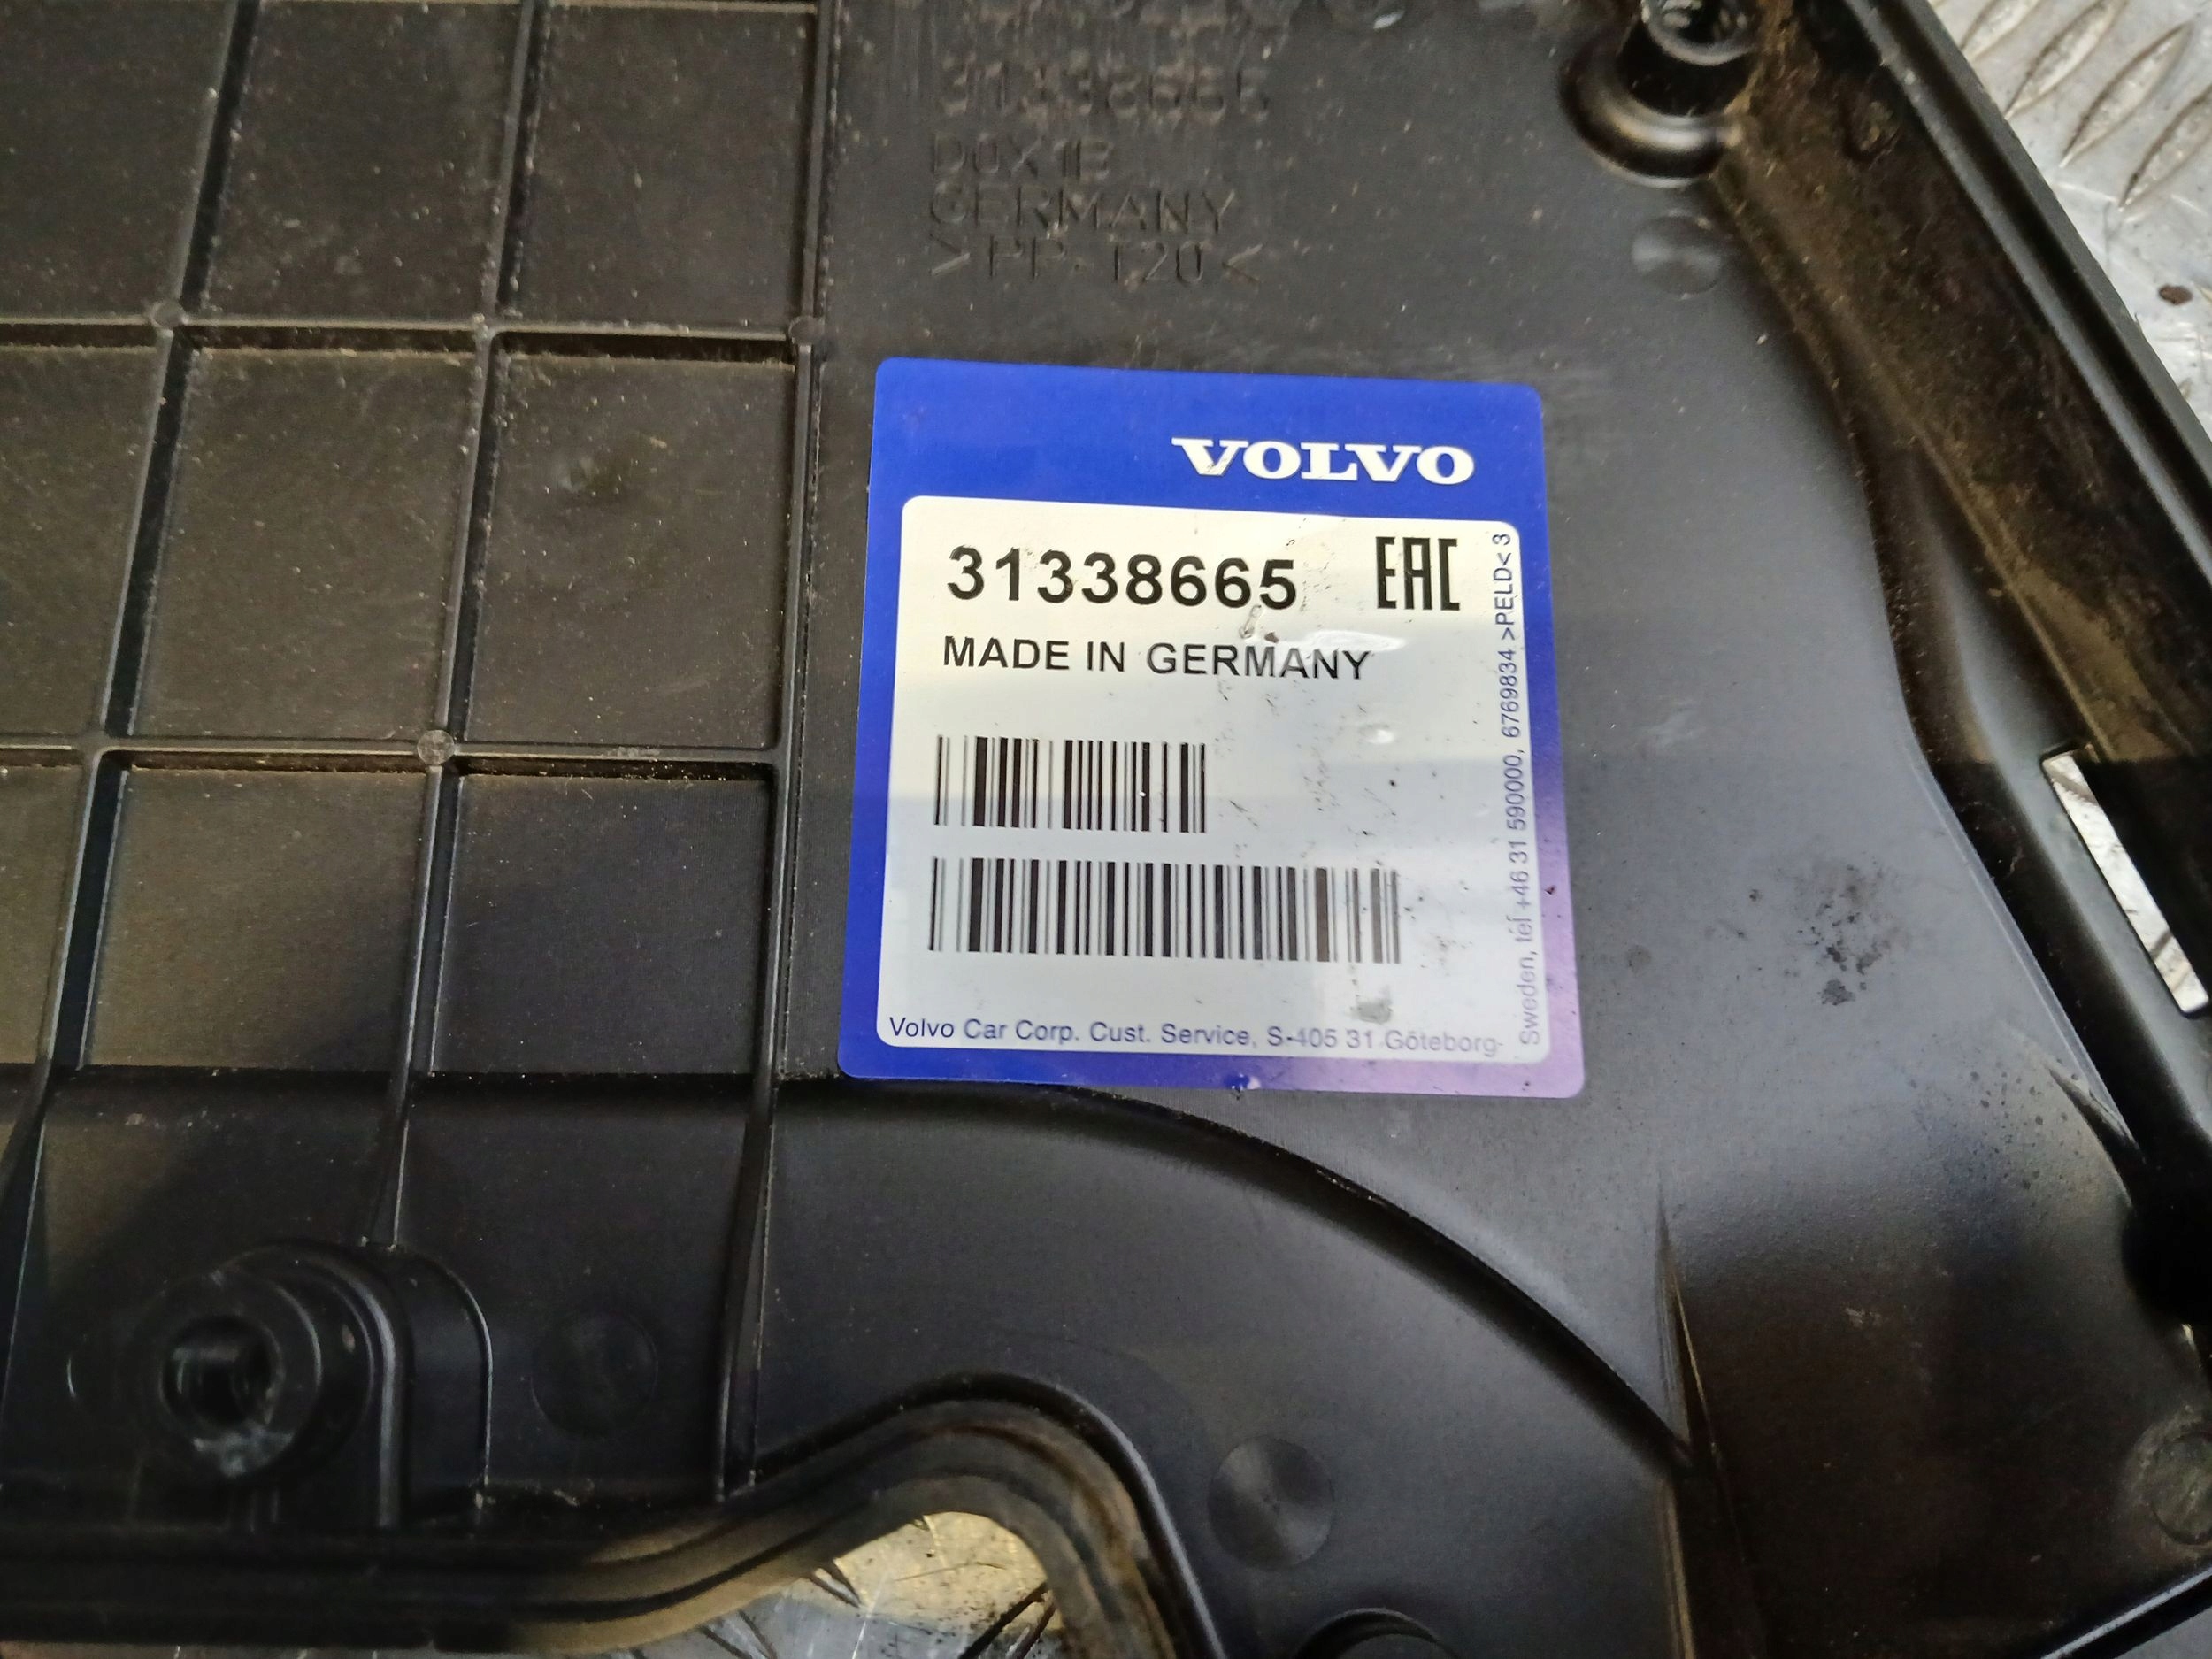 31338665
D0X1B
GERMANY
>PP-T20<
VOLVO
31338665 EAC
MADE IN GERMANY
Volvo Car Corp. Cust. Service, S-405 31 Göteborg-
Sweden, tel +46 31 590000, 6769834 >PELD< 3